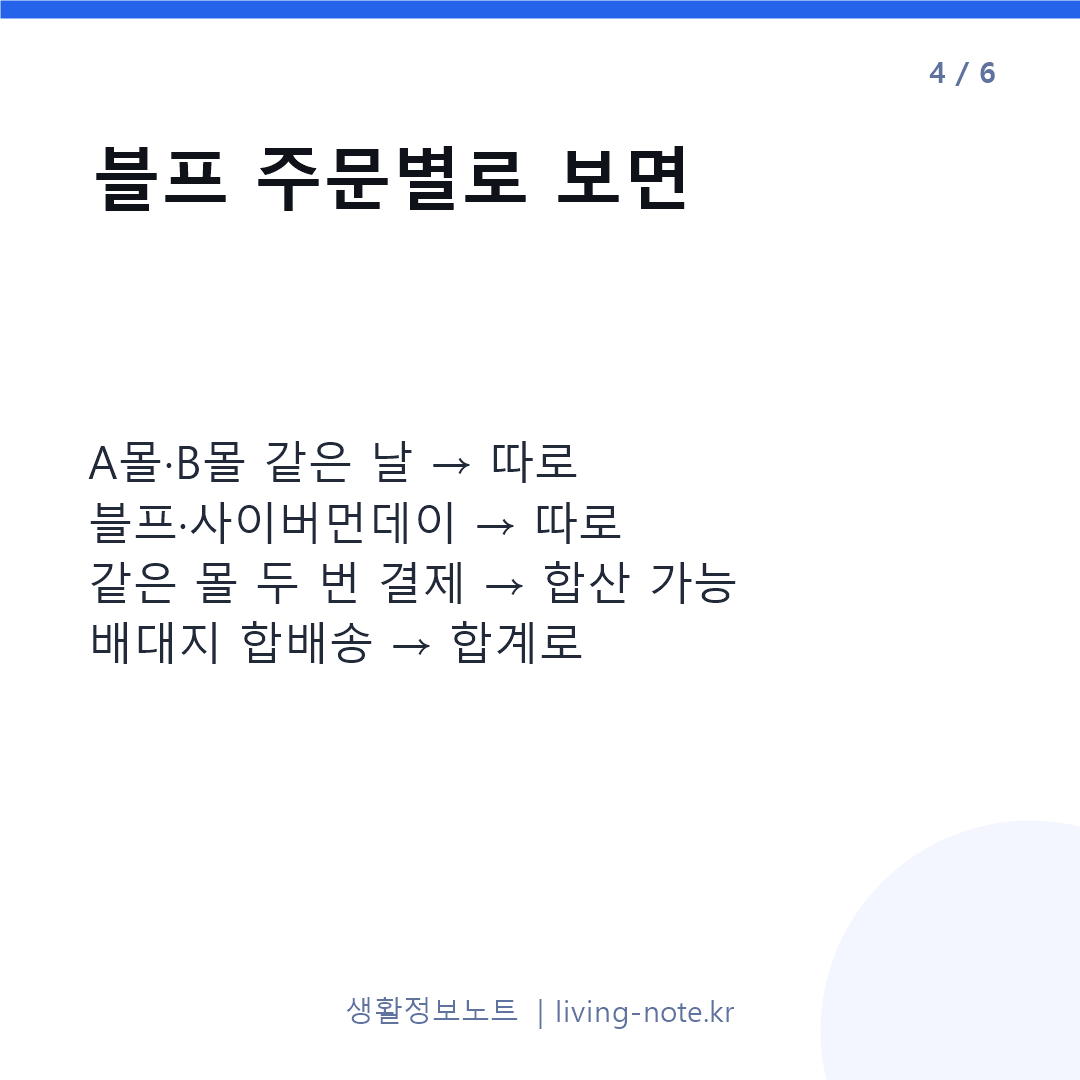 4 / 6
블프 주문별로 보면
A몰·B몰 같은 날 → 따로
블프·사이버먼데이 → 따로
같은 몰 두 번 결제 → 합산 가능
배대지 합배송 → 합계로
생활정보노트 | living-note.kr